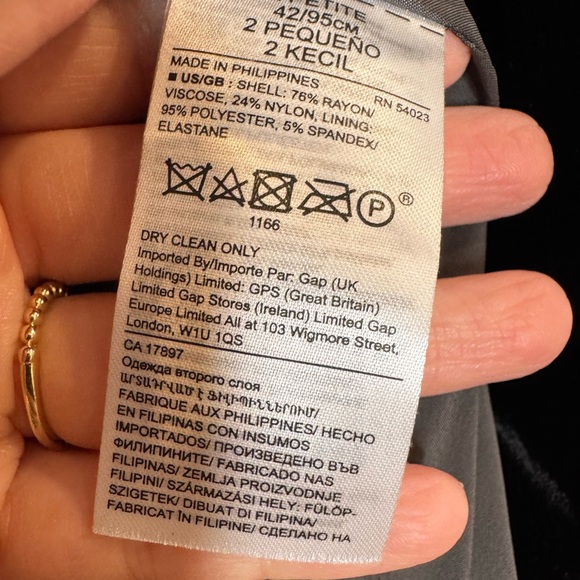 42/95CM
2 PEQUEÑO
2 KECIL
MADE IN PHILIPPINES RN 54023
■ US/GB : SHELL: 76% RAYON/
VISCOSE, 24% NYLON, LINING:
95% POLYESTER, 5% SPANDEX/
ELASTANE
P ®
1166
DRY CLEAN ONLY
Imported By/Importe Par: Gap (UK
Holdings) Limited: GPS (Great Britain)
Limited Gap Stores (Ireland) Limited Gap
Europe Limited All at 103 Wigmore Street,
London, W1U 1QS
CA 17897
Одежда второго слоя
ԱՐՏԱԴՐՎԱԾ Է ՖԻԼԻՊԻՆՆԵՐՈՒՄ/
FABRIQUE AUX PHILIPPINES/ HECHO
EN FILIPINAS CON INSUMOS
IMPORTADOS/ ПРОИЗВЕДЕНО ВЪВ
ФИЛИПИНИТЕ/ FABRICADO NAS
FILIPINAS/ ZEMLJA PROIZVODNJE
FILIPINI/ SZÁRMAZÁSI HELY: FÜLÖP-
SZIGETEK/ DIBUAT DI FILIPINA/
FABRICAT ÎN FILIPINE/ СДЕЛАНО НА